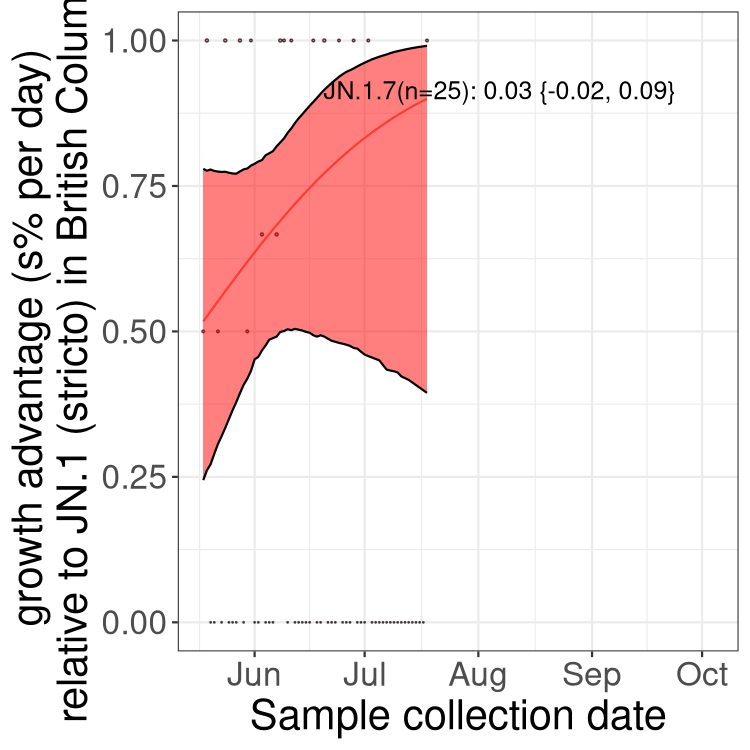 growth advantage (s% per day)
relative to JN.1 (stricto) in British Colum
1.00
0.75
0.50
0.25
0.00
JN.1.7(n=25): 0.03 {-0.02, 0.09}
Jun Jul Aug Sep Oct
Sample collection date